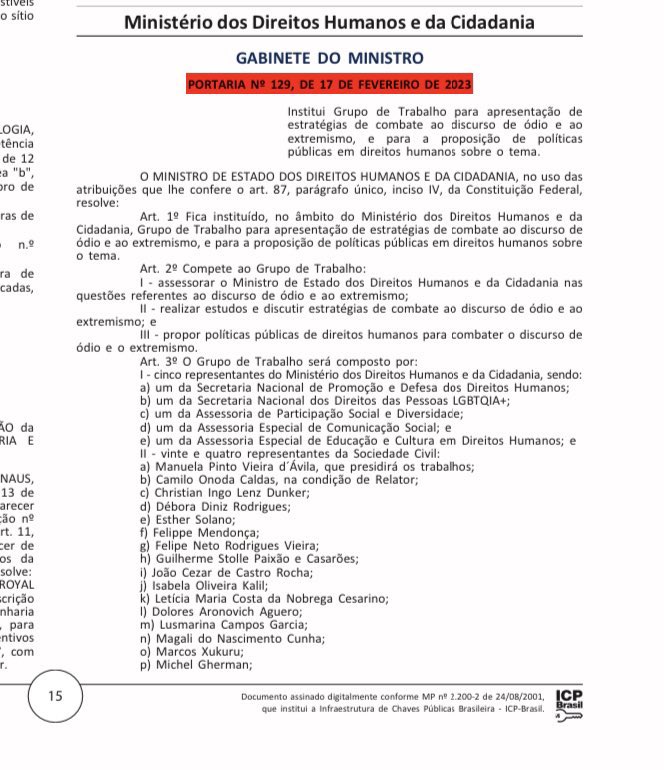 stíveis
o sítio
LOGIA,
tência
de 12
ea "b",
bro de
ras de
n.º
ra de
cadas,
ÃO da
RIA E
NAUS,
13 de
arecer
ção nº
rt. 11,
cer de
os da
solve:
ROYAL
scrição
nharia
, para
entivos
", com
r.
Ministério dos Direitos Humanos e da Cidadania
GABINETE DO MINISTRO
PORTARIA Nº 129, DE 17 DE FEVEREIRO DE 2023
Institui Grupo de Trabalho para apresentação de
estratégias de combate ao discurso de ódio e ao
extremismo, e para a proposição de políticas
públicas em direitos humanos sobre o tema.
O MINISTRO DE ESTADO DOS DIREITOS HUMANOS E DA CIDADANIA, no uso das
atribuições que lhe confere o art. 87, parágrafo único, inciso IV, da Constituição Federal,
resolve:
Art. 1º Fica instituído, no âmbito do Ministério dos Direitos Humanos e da
Cidadania, Grupo de Trabalho para apresentação de estratégias de combate ao discurso de
ódio e ao extremismo, e para a proposição de políticas públicas em direitos humanos sobre
o tema.
Art. 2º Compete ao Grupo de Trabalho:
I - assessorar o Ministro de Estado dos Direitos Humanos e da Cidadania nas
questões referentes ao discurso de ódio e ao extremismo;
II - realizar estudos e discutir estratégias de combate ao discurso de ódio e ao
extremismo; e
III - propor políticas públicas de direitos humanos para combater o discurso de
ódio e o extremismo.
Art. 3º O Grupo de Trabalho será composto por:
I - cinco representantes do Ministério dos Direitos Humanos e da Cidadania, sendo:
a) um da Secretaria Nacional de Promoção e Defesa dos Direitos Humanos;
b) um da Secretaria Nacional dos Direitos das Pessoas LGBTQIA+;
c) um da Assessoria de Participação Social e Diversidade;
d) um da Assessoria Especial de Comunicação Social; e
e) um da Assessoria Especial de Educação e Cultura em Direitos Humanos; e
II - vinte e quatro representantes da Sociedade Civil:
a) Manuela Pinto Vieira d´Ávila, que presidirá os trabalhos;
b) Camilo Onoda Caldas, na condição de Relator;
c) Christian Ingo Lenz Dunker;
d) Débora Diniz Rodrigues;
e) Esther Solano;
f) Felippe Mendonça;
g) Felipe Neto Rodrigues Vieira;
h) Guilherme Stolle Paixão e Casarões;
i) João Cezar de Castro Rocha;
j) Isabela Oliveira Kalil;
k) Letícia Maria Costa da Nobrega Cesarino;
l) Dolores Aronovich Aguero;
m) Lusmarina Campos Garcia;
n) Magali do Nascimento Cunha;
o) Marcos Xukuru;
p) Michel Gherman;
15
Documento assinado digitalmente conforme MP nº 2.200-2 de 24/08/2001,
que institui a Infraestrutura de Chaves Públicas Brasileira - ICP-Brasil.
ICP
Brasil